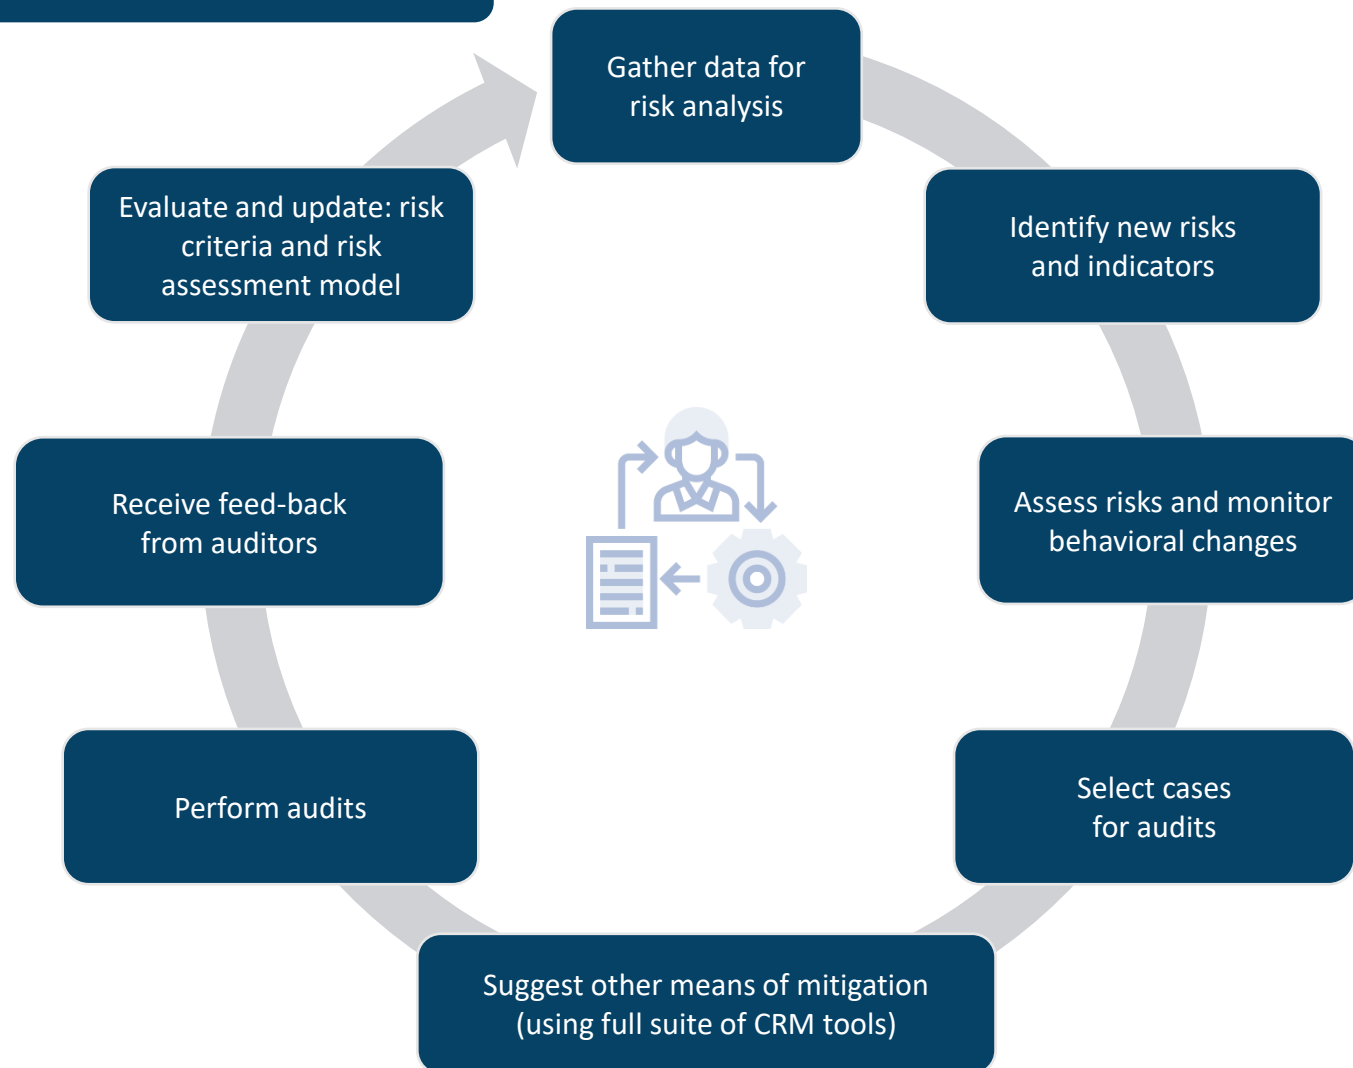 Gather data for
risk analysis
Identify new risks
and indicators
Assess risks and monitor
behavioral changes
Select cases
for audits
Suggest other means of mitigation
(using full suite of CRM tools)
Perform audits
Receive feed-back
from auditors
Evaluate and update: risk
criteria and risk
assessment model